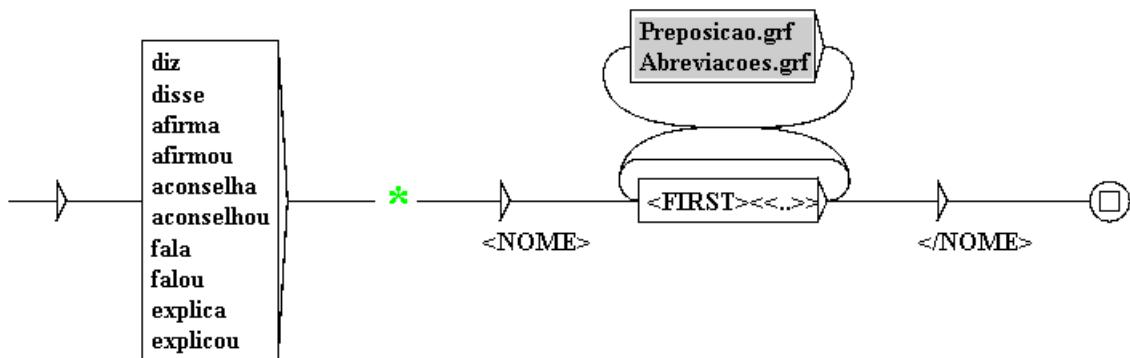 Preposicao.grf
Abreviacoes.grf
diz
disse
afirma
afirmou
aconselha
aconselhou
fala
falou
explica
explicou
*
<FIRST><<..>>
<NOME>
</NOME>